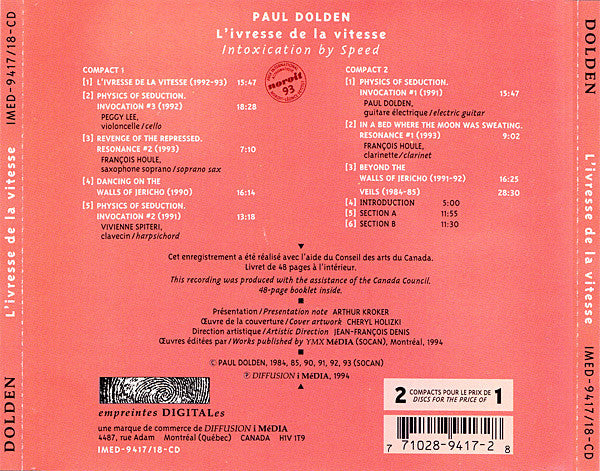 PAUL DOLDEN
L'ivresse de la vitesse
Intoxication by Speed
COMPACT 1
[1] L'IVRESSE DE LA VITESSE (1992-93) 15:47
[2] PHYSICS OF SEDUCTION.
INVOCATION #3 (1992) 18:28
PEGGY LEE,
violoncelle/cello
[3] REVENGE OF THE REPRESSED.
RESONANCE #2 (1993) 7:10
FRANÇOIS HOULE,
saxophone soprano/soprano sax
[4] DANCING ON THE
WALLS OF JERICHO (1990) 16:14
[5] PHYSICS OF SEDUCTION.
INVOCATION #2 (1991) 13:18
VIVIENNE SPITERI,
clavecin/harpsichord
noroit
93
COMPACT 2
[1] PHYSICS OF SEDUCTION.
INVOCATION #1 (1991) 15:47
PAUL DOLDEN,
guitare électrique/electric guitar
[2] IN A BED WHERE THE MOON WAS SWEATING.
RESONANCE #1 (1993) 9:02
FRANÇOIS HOULE,
clarinette/clarinet
[3] BEYOND THE
WALLS OF JERICHO (1991-92) 16:25
VEILS (1984-85) 28:30
[4] INTRODUCTION 5:00
[5] SECTION A 11:55
[6] SECTION B 11:30
Cet enregistrement a été réalisé avec l'aide du Conseil des arts du Canada.
Livret de 48 pages à l'intérieur.
This recording was produced with the assistance of the Canada Council.
48-page booklet inside.
Présentation/Presentation note ARTHUR KROKER
Œuvre de la couverture/Cover artwork CHERYL HOLIZKI
Direction artistique/Artistic Direction JEAN-FRANÇOIS DENIS
Œuvres éditées par/Works published by YMX MéDIA (SOCAN), Montréal, 1994
© PAUL DOLDEN, 1984, 85, 90, 91, 92, 93 (SOCAN)
℗ DIFFUSION i MéDIA, 1994
empreintes DIGITALes
une marque de commerce de DIFFUSION i MéDIA
4487, rue Adam Montréal (Québec) CANADA H1V 1T9
IMED-9417/18-CD
2 COMPACTS POUR LE PRIX DE
DISCS FOR THE PRICE OF 1
7 71028-9417-2 8
DOLDEN L'ivresse de la vitesse IMED-9417/18-CD
DOLDEN L'ivresse de la vitesse IMED-9417/18-CD